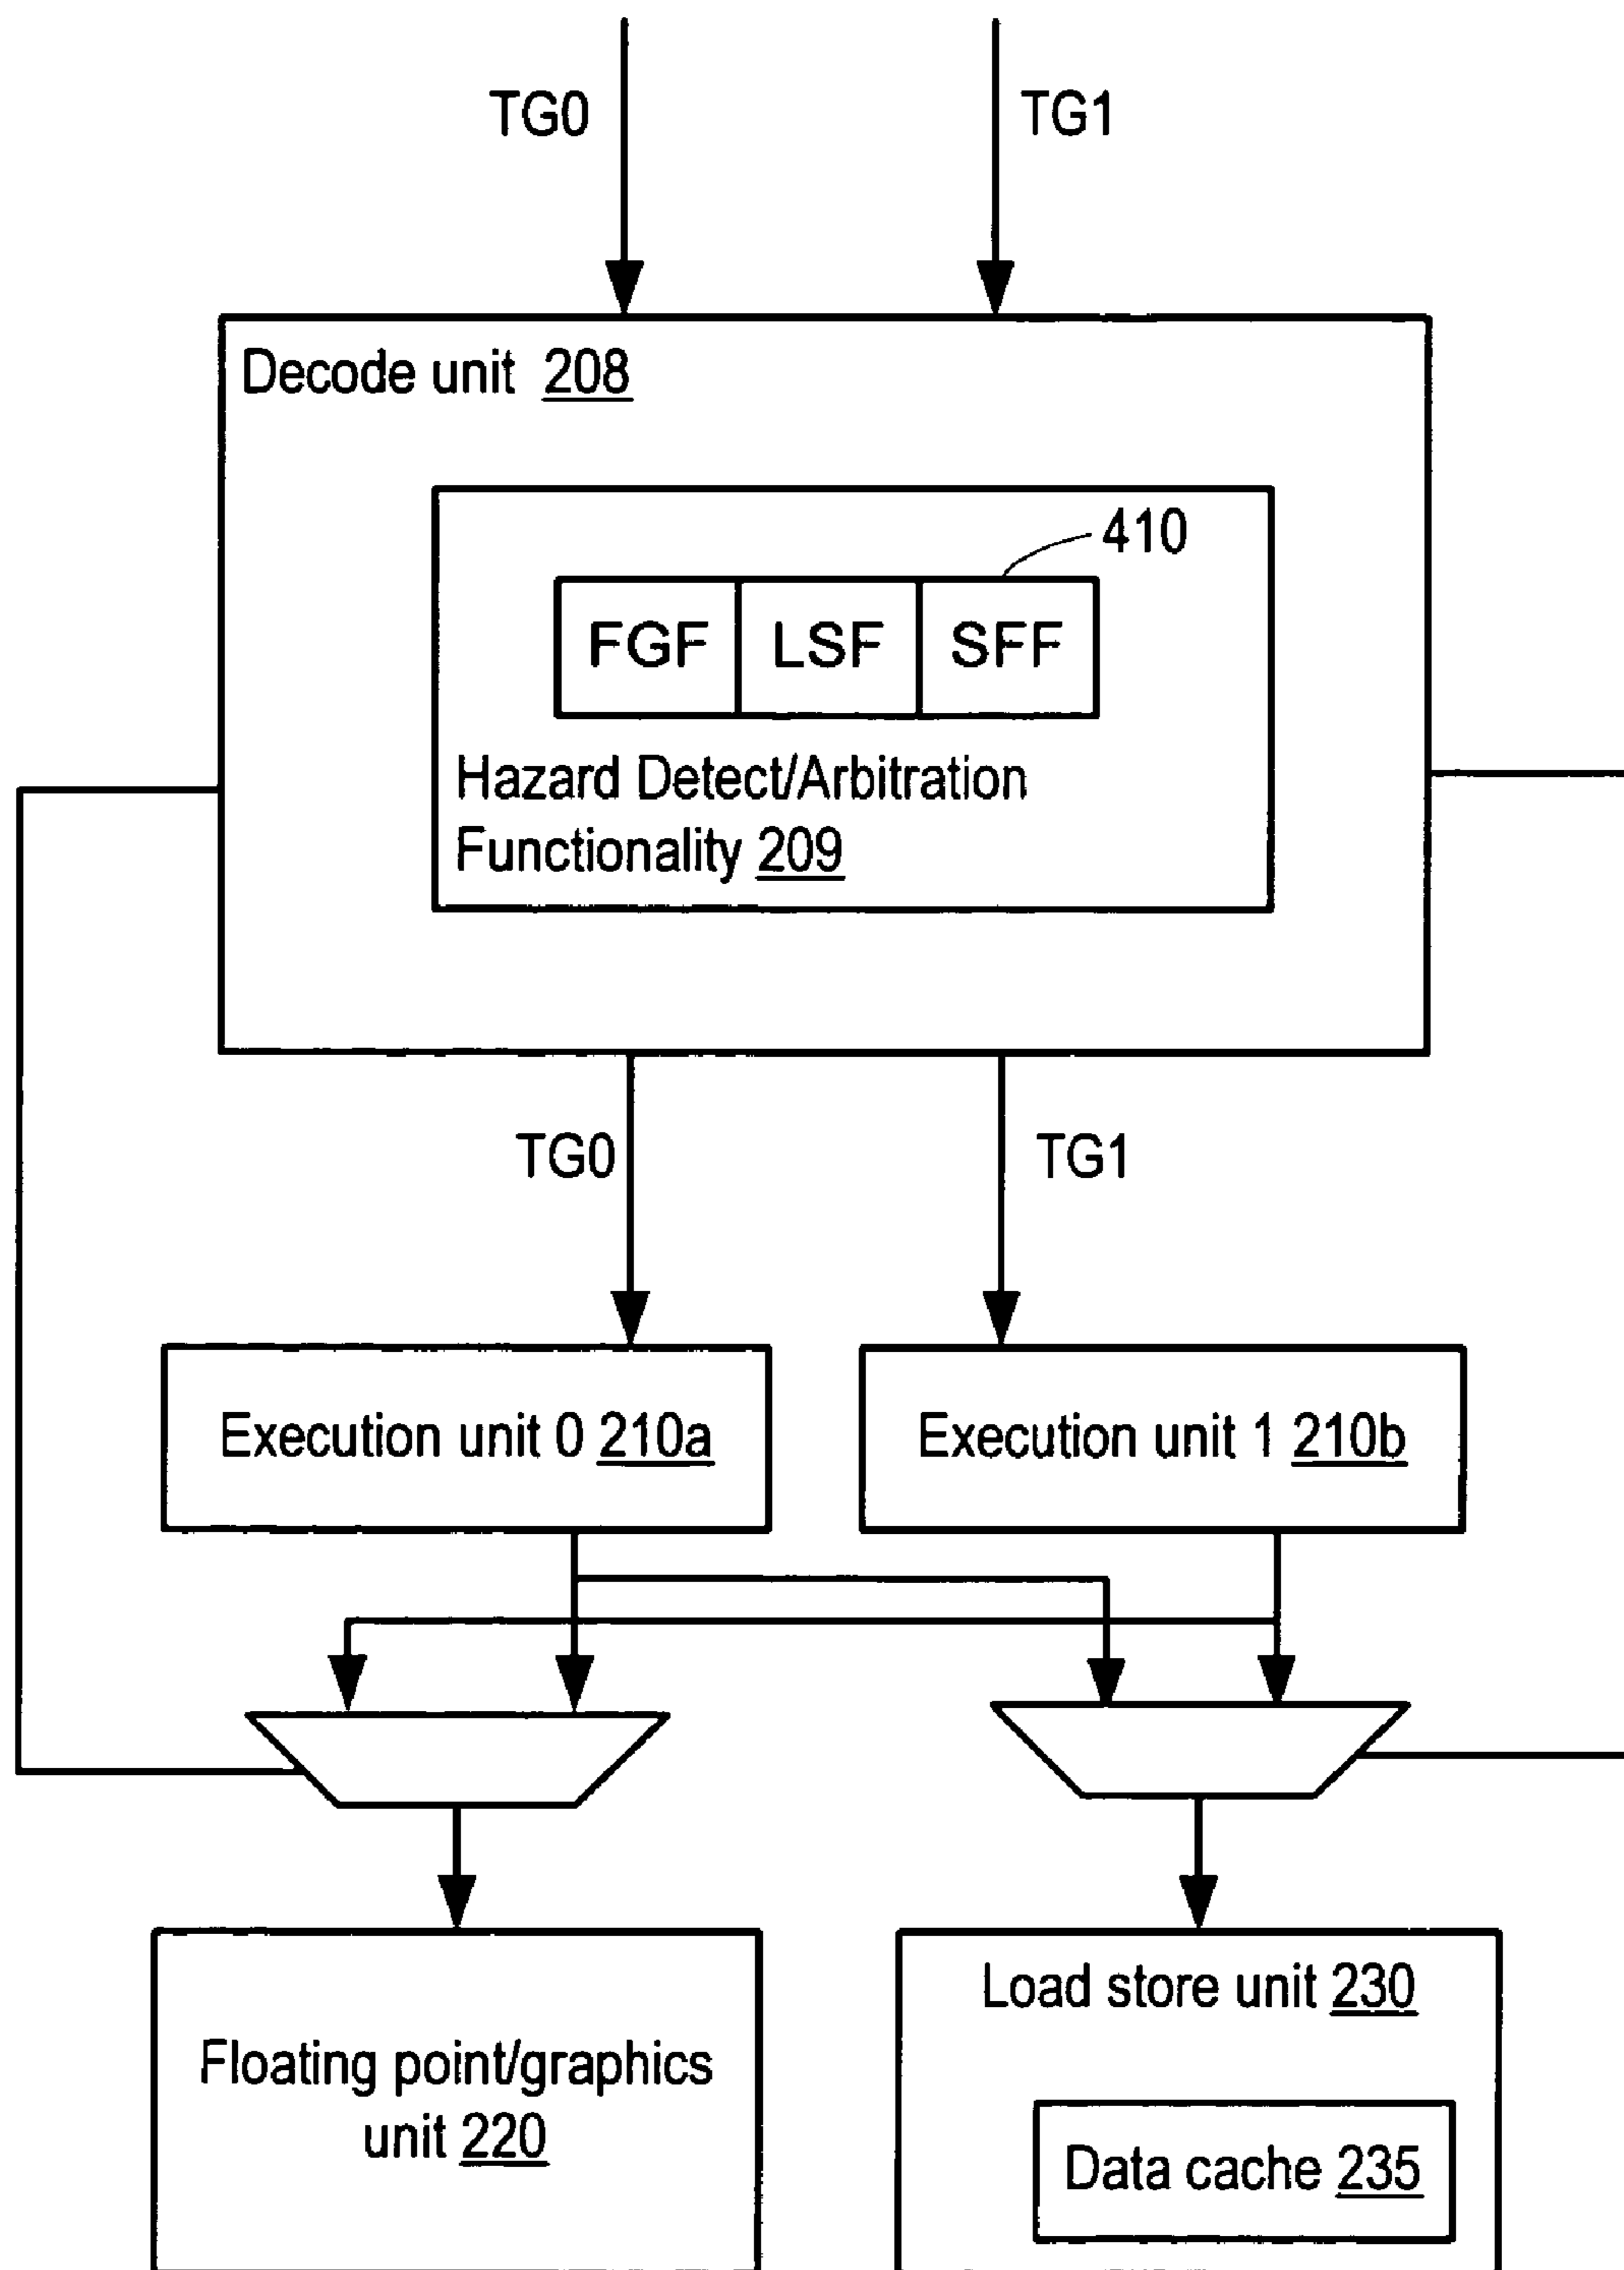 TG0
TG1
Decode unit 208
410
FGF LSF SFF
Hazard Detect/Arbitration
Functionality 209
TG0
TG1
Execution unit 0 210a
Execution unit 1 210b
Load store unit 230
Floating point/graphics
unit 220
Data cache 235